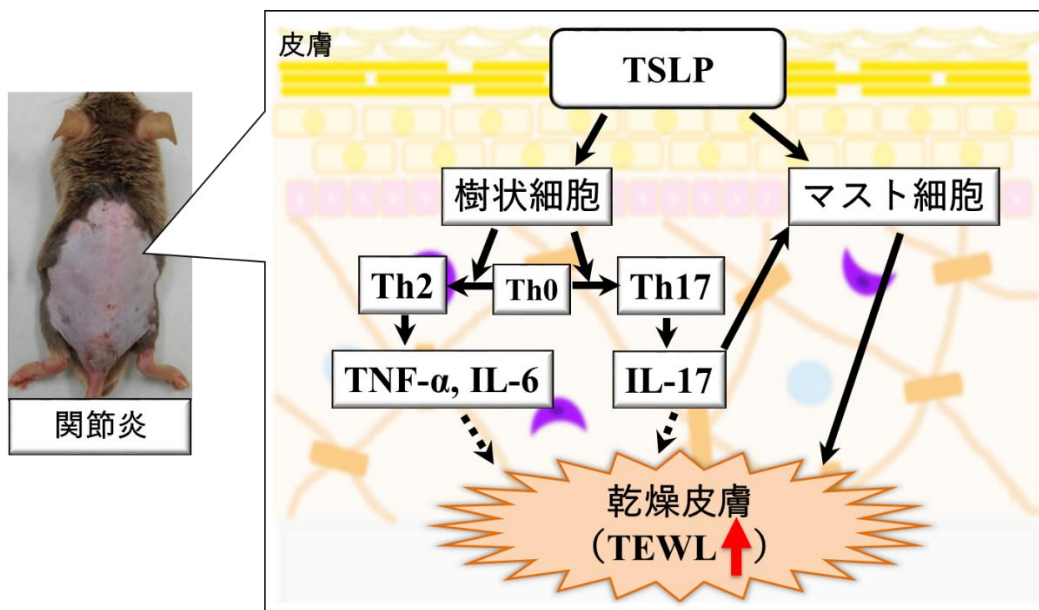 皮膚
TSLP
樹状細胞
マスト細胞
Th2
Th0
Th17
TNF-α, IL-6
IL-17
関節炎
乾燥皮膚
（TEWL）